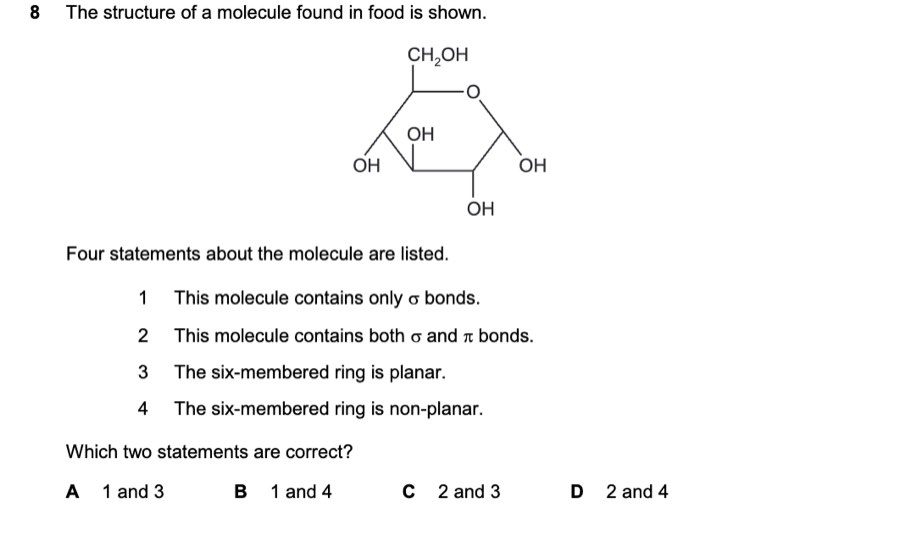 8 The structure of a molecule found in food is shown.
CH₂OH
O
OH
OH OH
OH
Four statements about the molecule are listed.
1 This molecule contains only σ bonds.
2 This molecule contains both σ and π bonds.
3 The six-membered ring is planar.
4 The six-membered ring is non-planar.
Which two statements are correct?
A 1 and 3 B 1 and 4 C 2 and 3 D 2 and 4